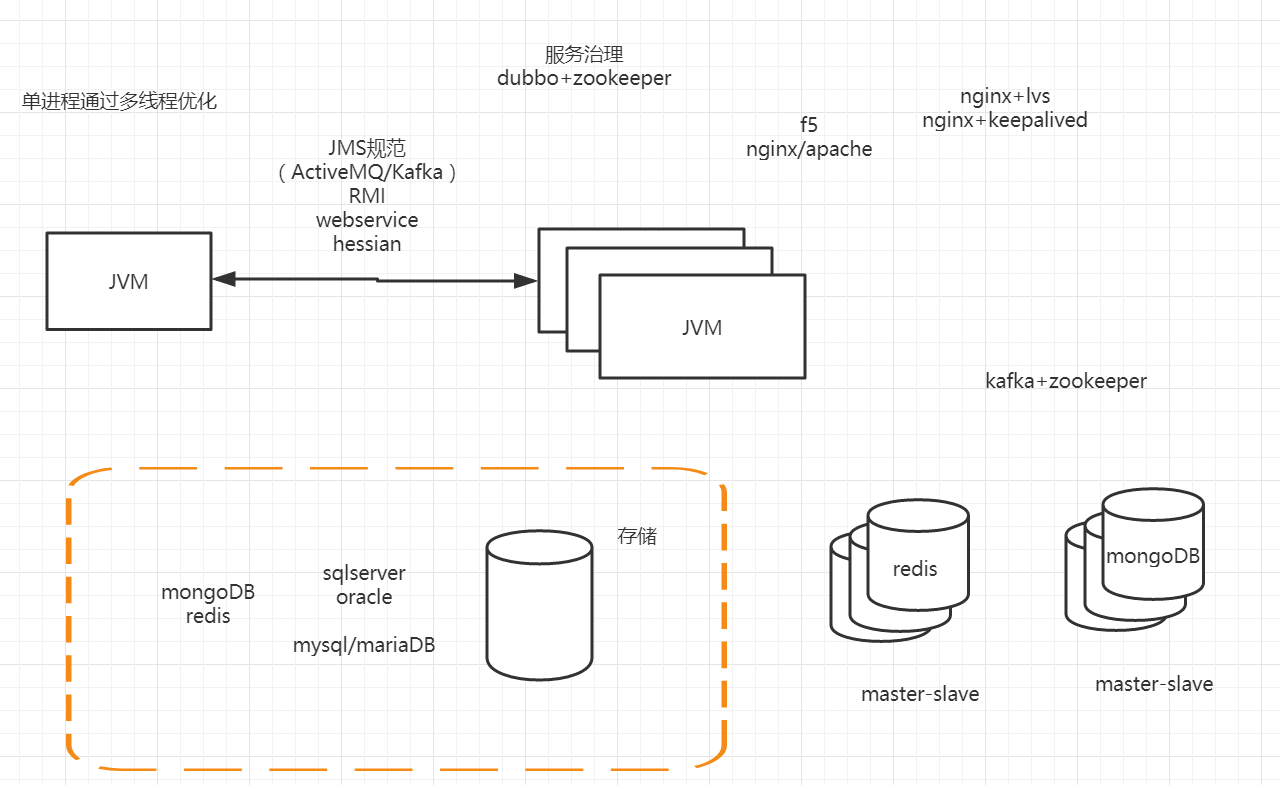 服务治理
dubbo+zookeeper
单进程通过多线程优化
nginx+lvs
nginx+keepalived
f5
nginx/apache
JMS规范
（ActiveMQ/Kafka）
RMI
webservice
hessian
JVM
JVM
kafka+zookeeper
存储
sqlserver
oracle
mongoDB
redis
mysql/mariaDB
redis
mongoDB
master-slave
master-slave